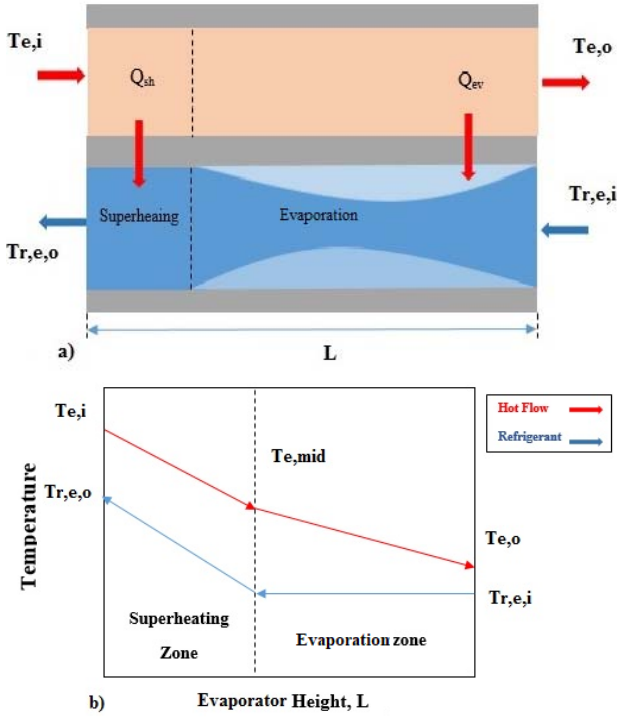 Te,i
Te,o
Qsh
Qev
Superheaing
Evaporation
Tr,e,i
Tr,e,o
a)
L
Te,i
Hot Flow
Refrigerant
Te,mid
Tr,e,o
Temperature
Te,o
Tr,e,i
Superheating
Zone
Evaporation zone
b)
Evaporator Height, L